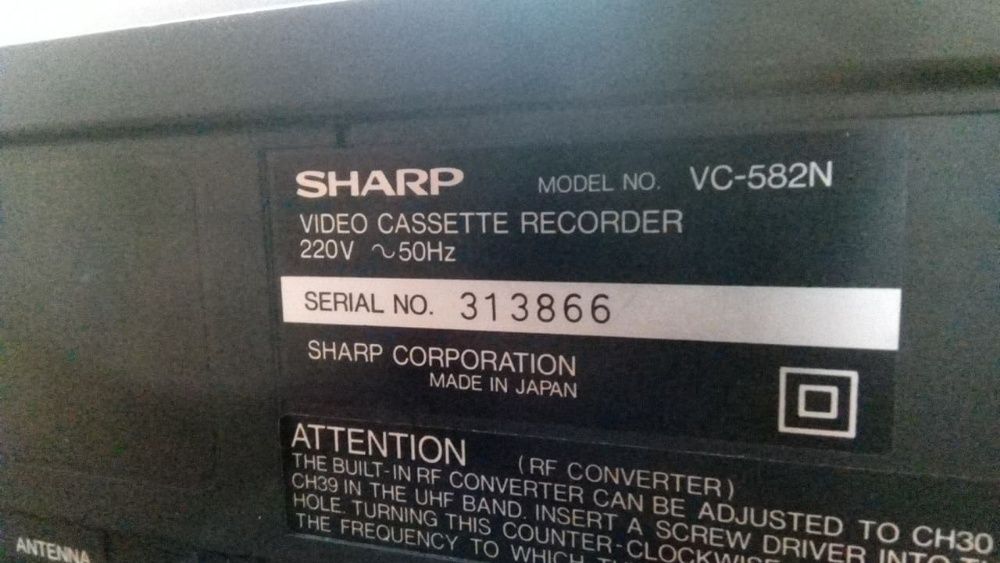 SHARP MODEL NO. VC-582N
VIDEO CASSETTE RECORDER
220V ~50Hz
SERIAL NO. 313866
SHARP CORPORATION
MADE IN JAPAN
ATTENTION (RF CONVERTER)
THE BUILT-IN RF CONVERTER CAN BE ADJUSTED TO CH30
CH39 IN THE UHF BAND. INSERT A SCREW DRIVER INTO
HOLE. TURNING THIS COUNTER-CLOCKWISE
THE FREQUENCY TO WHICH
ANTENNA